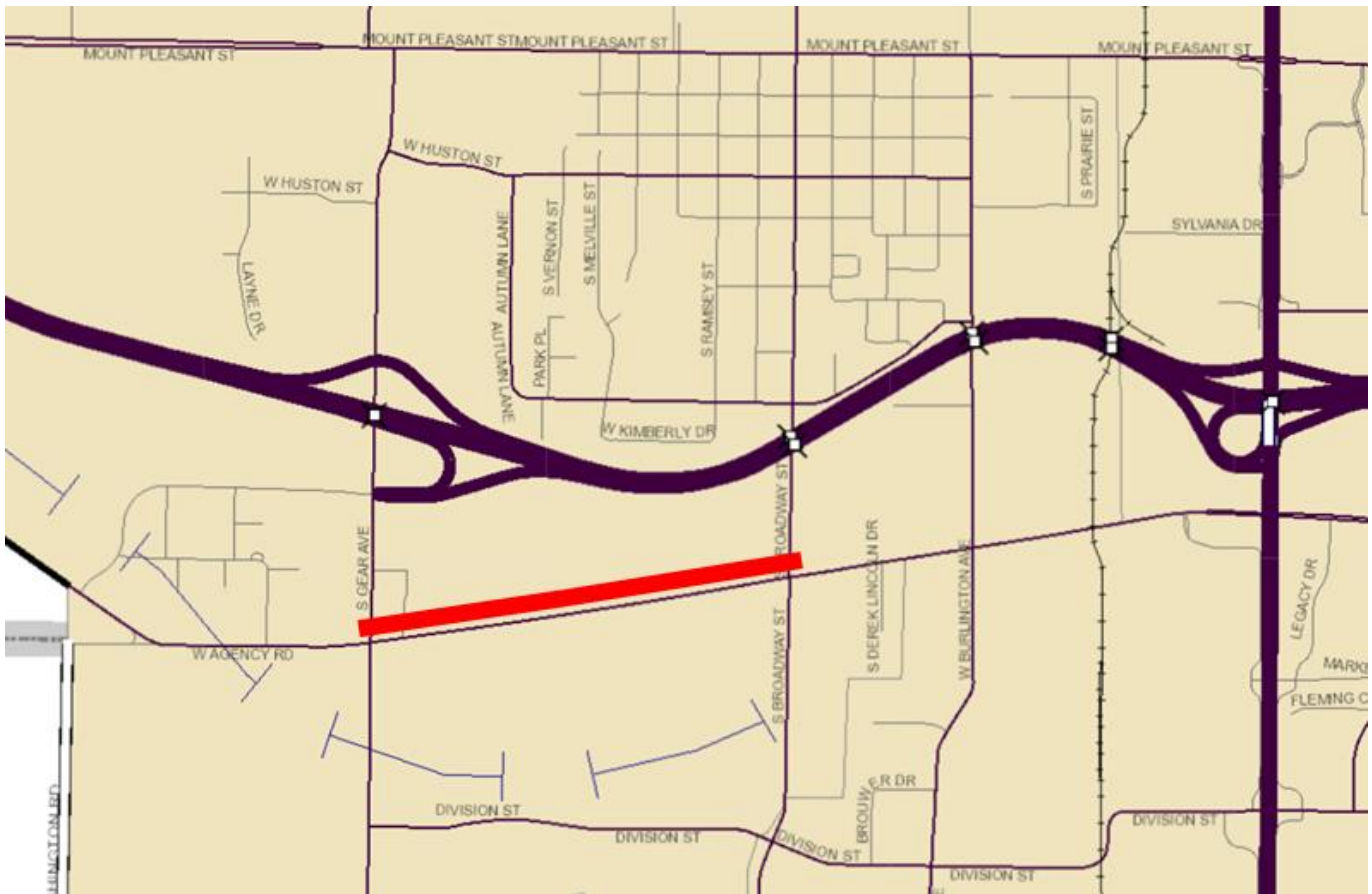 MOUNT PLEASANT ST
MOUNT PLEASANT ST
MOUNT PLEASANT ST
MOUNT PLEASANT ST
MOUNT PLEASANT ST
W HUSTON ST
W HUSTON ST
S PRAIRIE ST
SYLVANIA DR
LAYNE DR
AUTUMN LANE
AUTUMN LANE
S VERNON ST
S MELVILLE ST
S RAMSEY ST
PARK PL
W KIMBERLY DR
S GEAR AVE
S BROADWAY ST
S DEREK LINCOLN DR
W BURLINGTON AVE
LEGACY DR
W AGENCY RD
S BROADWAY ST
FLEMING C
BROUWER DR
DIVISION ST
DIVISION ST
DIVISION ST
DIVISION ST
DIVISION ST